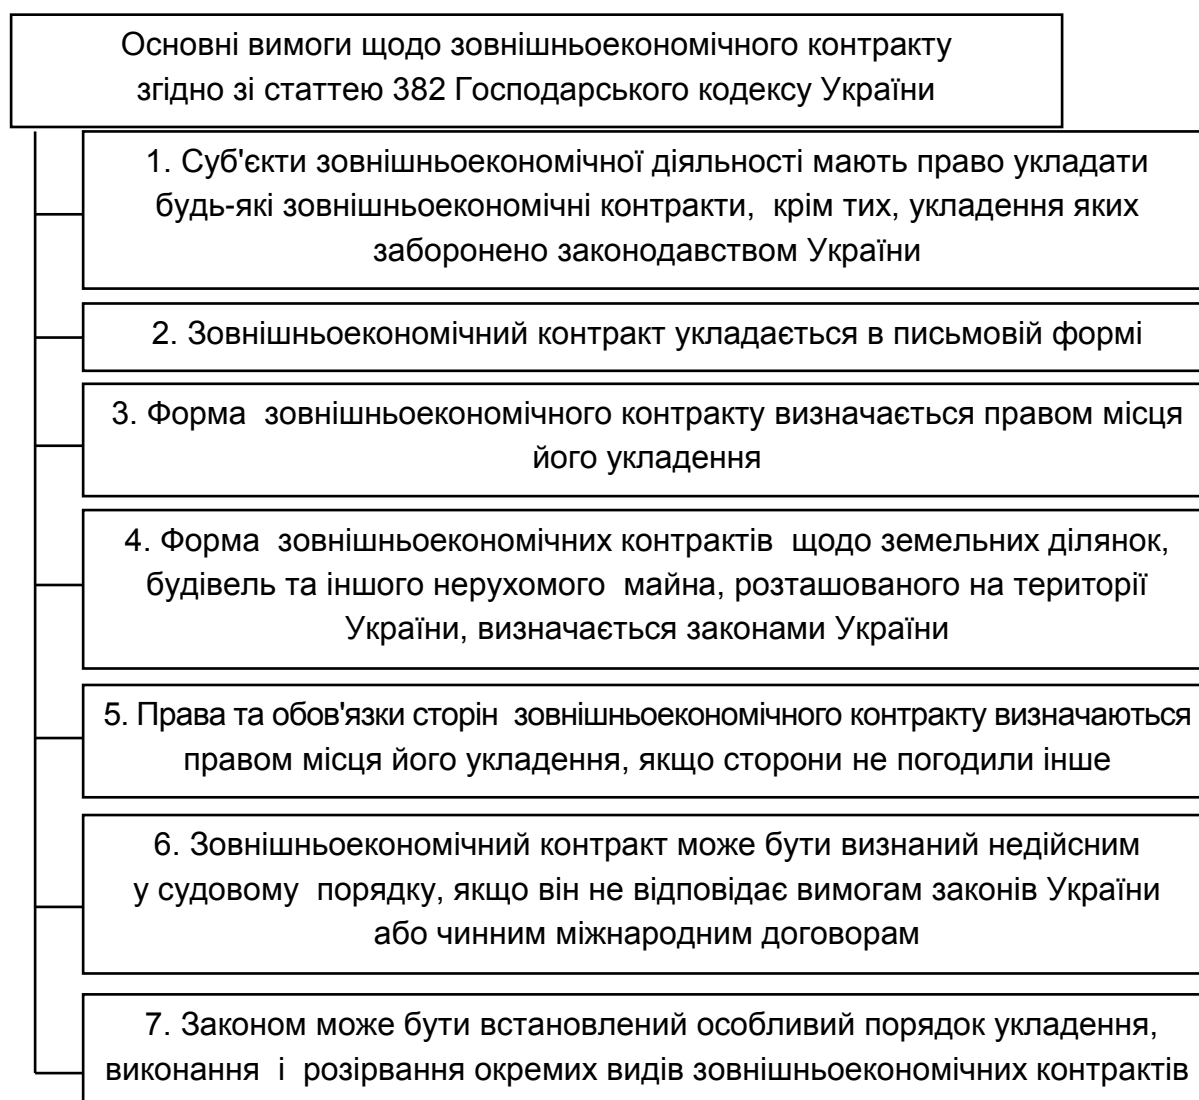 Основні вимоги щодо зовнішньоекономічного контракту
згідно зі статтею 382 Господарського кодексу України
1. Суб'єкти зовнішньоекономічної діяльності мають право укладати
будь-які зовнішньоекономічні контракти, крім тих, укладення яких
заборонено законодавством України
2. Зовнішньоекономічний контракт укладається в письмовій формі
3. Форма зовнішньоекономічного контракту визначається правом місця
його укладення
4. Форма зовнішньоекономічних контрактів щодо земельних ділянок,
будівель та іншого нерухомого майна, розташованого на території
України, визначається законами України
5. Права та обов'язки сторін зовнішньоекономічного контракту визначаються
правом місця його укладення, якщо сторони не погодили інше
6. Зовнішньоекономічний контракт може бути визнаний недійсним
у судовому порядку, якщо він не відповідає вимогам законів України
або чинним міжнародним договорам
7. Законом може бути встановлений особливий порядок укладення,
виконання і розірвання окремих видів зовнішньоекономічних контрактів